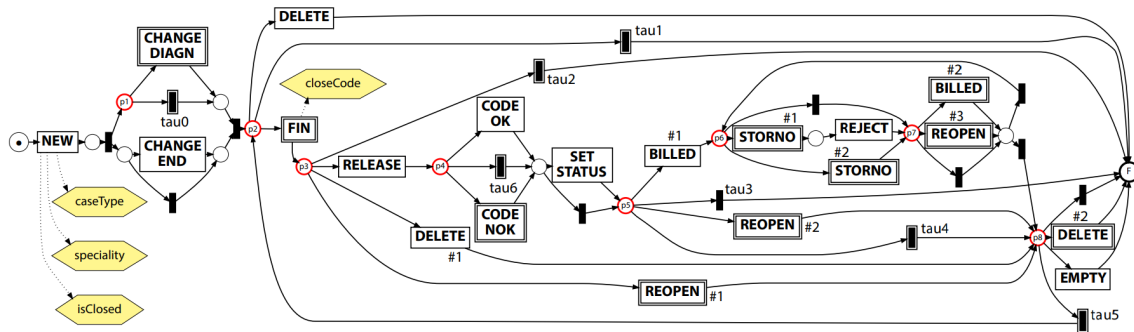 DELETE
tau1
CHANGE
DIAGN
closeCode
tau2
p1
tau0
#2
BILLED
CODE
OK
NEW
p2
FIN
#1
p6
STORNO
#1
REJECT
p7
#3
REOPEN
CHANGE
END
p3
RELEASE
p4
SET
STATUS
BILLED
#2
STORNO
F
tau6
tau3
caseType
CODE
NOK
p5
REOPEN
#2
tau4
#2
DELETE
p8
DELETE
#1
speciality
EMPTY
REOPEN
#1
isClosed
tau5